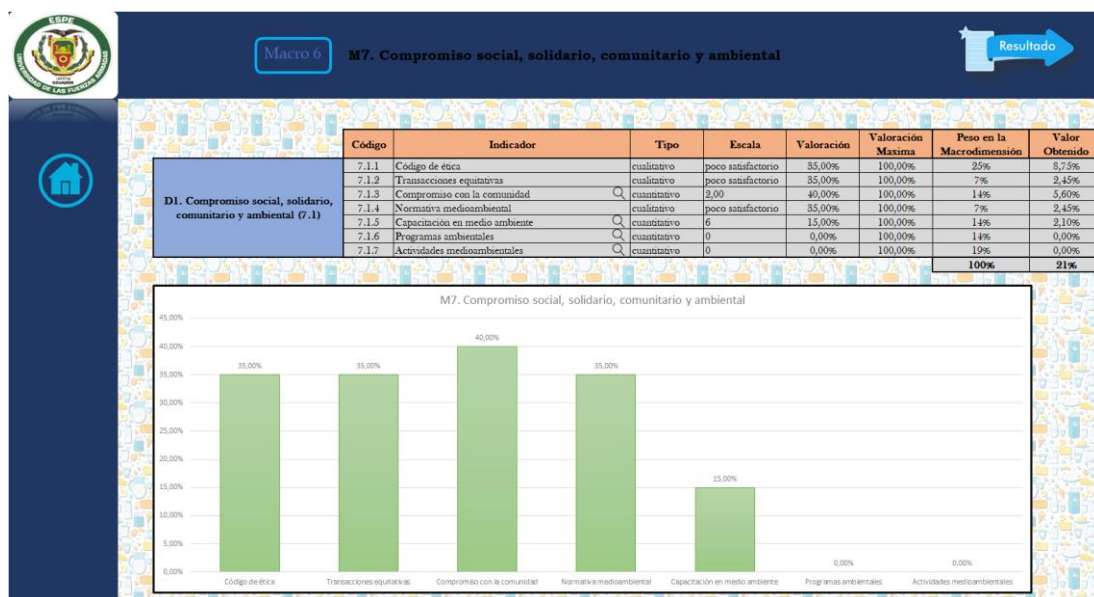 ESPE
UNIVERSIDAD DE LAS FUERZAS ARMADAS
ECUADOR
Macro 6
M7. Compromiso social, solidario, comunitario y ambiental
Resultado
Código Indicador Tipo Escala Valoración Valoración Maxima Peso en la Macrodimensión Valor Obtenido
D1. Compromiso social, solidario, comunitario y ambiental (7.1)
7.1.1 Código de ética cualitativo poco satisfactorio 35,00% 100,00% 25% 8,75%
7.1.2 Transacciones equitativas cualitativo poco satisfactorio 35,00% 100,00% 7% 2,45%
7.1.3 Compromiso con la comunidad cuantitativo 2,00 40,00% 100,00% 14% 5,60%
7.1.4 Normativa medioambiental cualitativo poco satisfactorio 35,00% 100,00% 7% 2,45%
7.1.5 Capacitación en medio ambiente cuantitativo 6 15,00% 100,00% 14% 2,10%
7.1.6 Programas ambientales cuantitativo 0 0,00% 100,00% 14% 0,00%
7.1.7 Actividades medioambientales cuantitativo 0 0,00% 100,00% 19% 0,00%
100% 21%
M7. Compromiso social, solidario, comunitario y ambiental
45,00%
40,00%
35,00%
30,00%
25,00%
20,00%
15,00%
10,00%
5,00%
0,00%
35,00% 35,00% 40,00% 35,00% 15,00% 0,00% 0,00%
Código de ética Transacciones equitativas Compromiso con la comunidad Normativa medioambiental Capacitación en medio ambiente Programas ambientales Actividades medioambientales